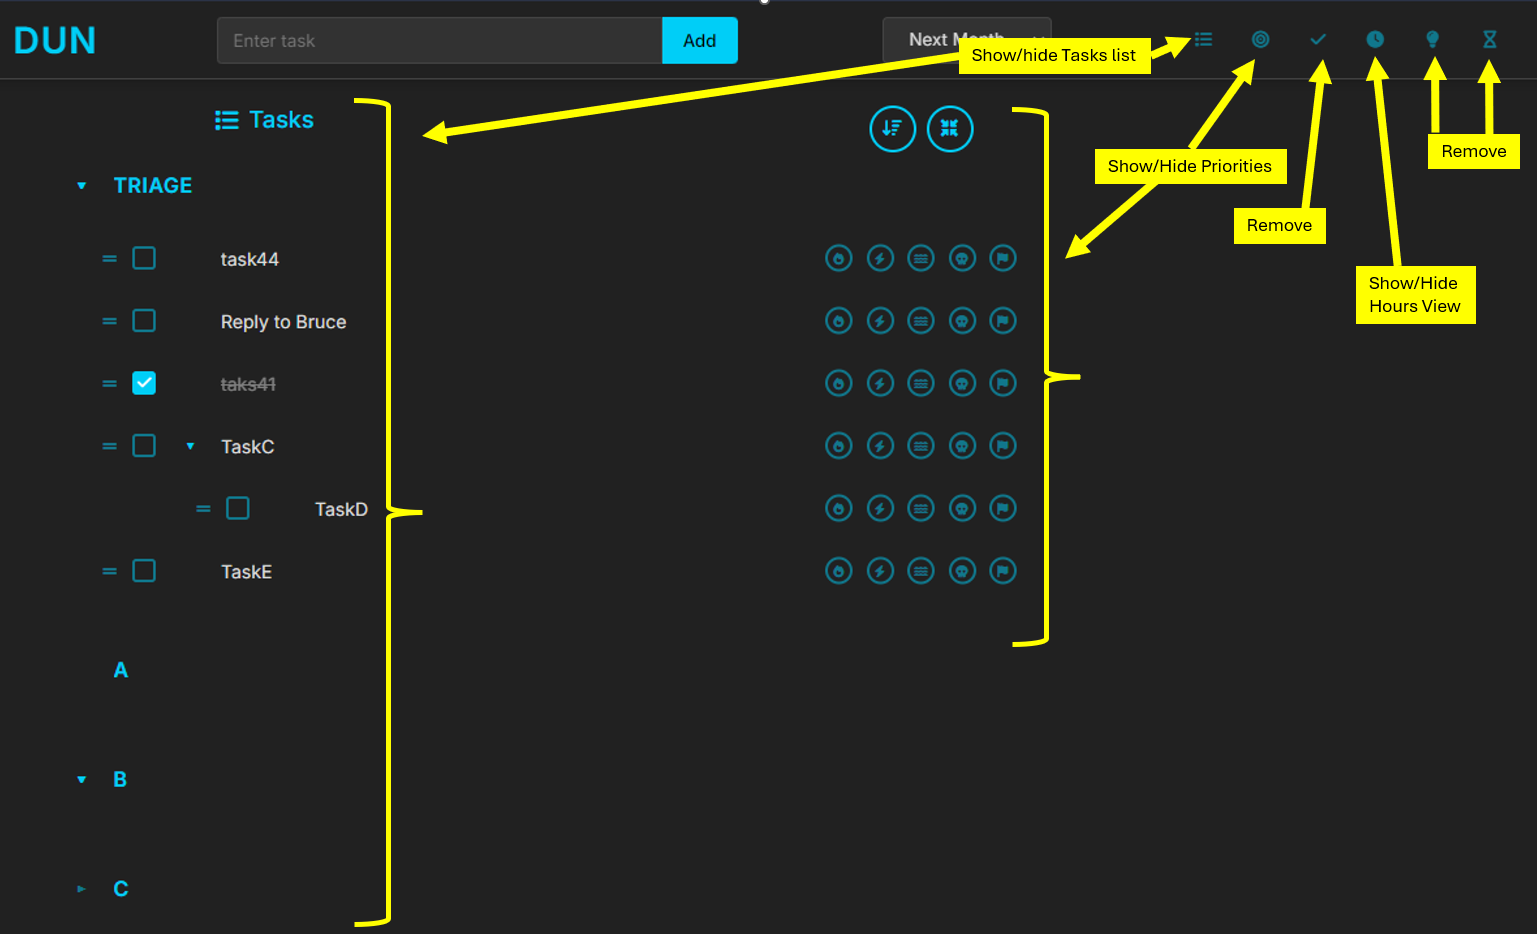 DUN
Enter task
Add
Next Month
Show/hide Tasks list
Tasks
Show/Hide Priorities
Remove
TRIAGE
Remove
task44
Show/Hide
Hours View
Reply to Bruce
taks41
TaskC
TaskD
TaskE
A
B
C